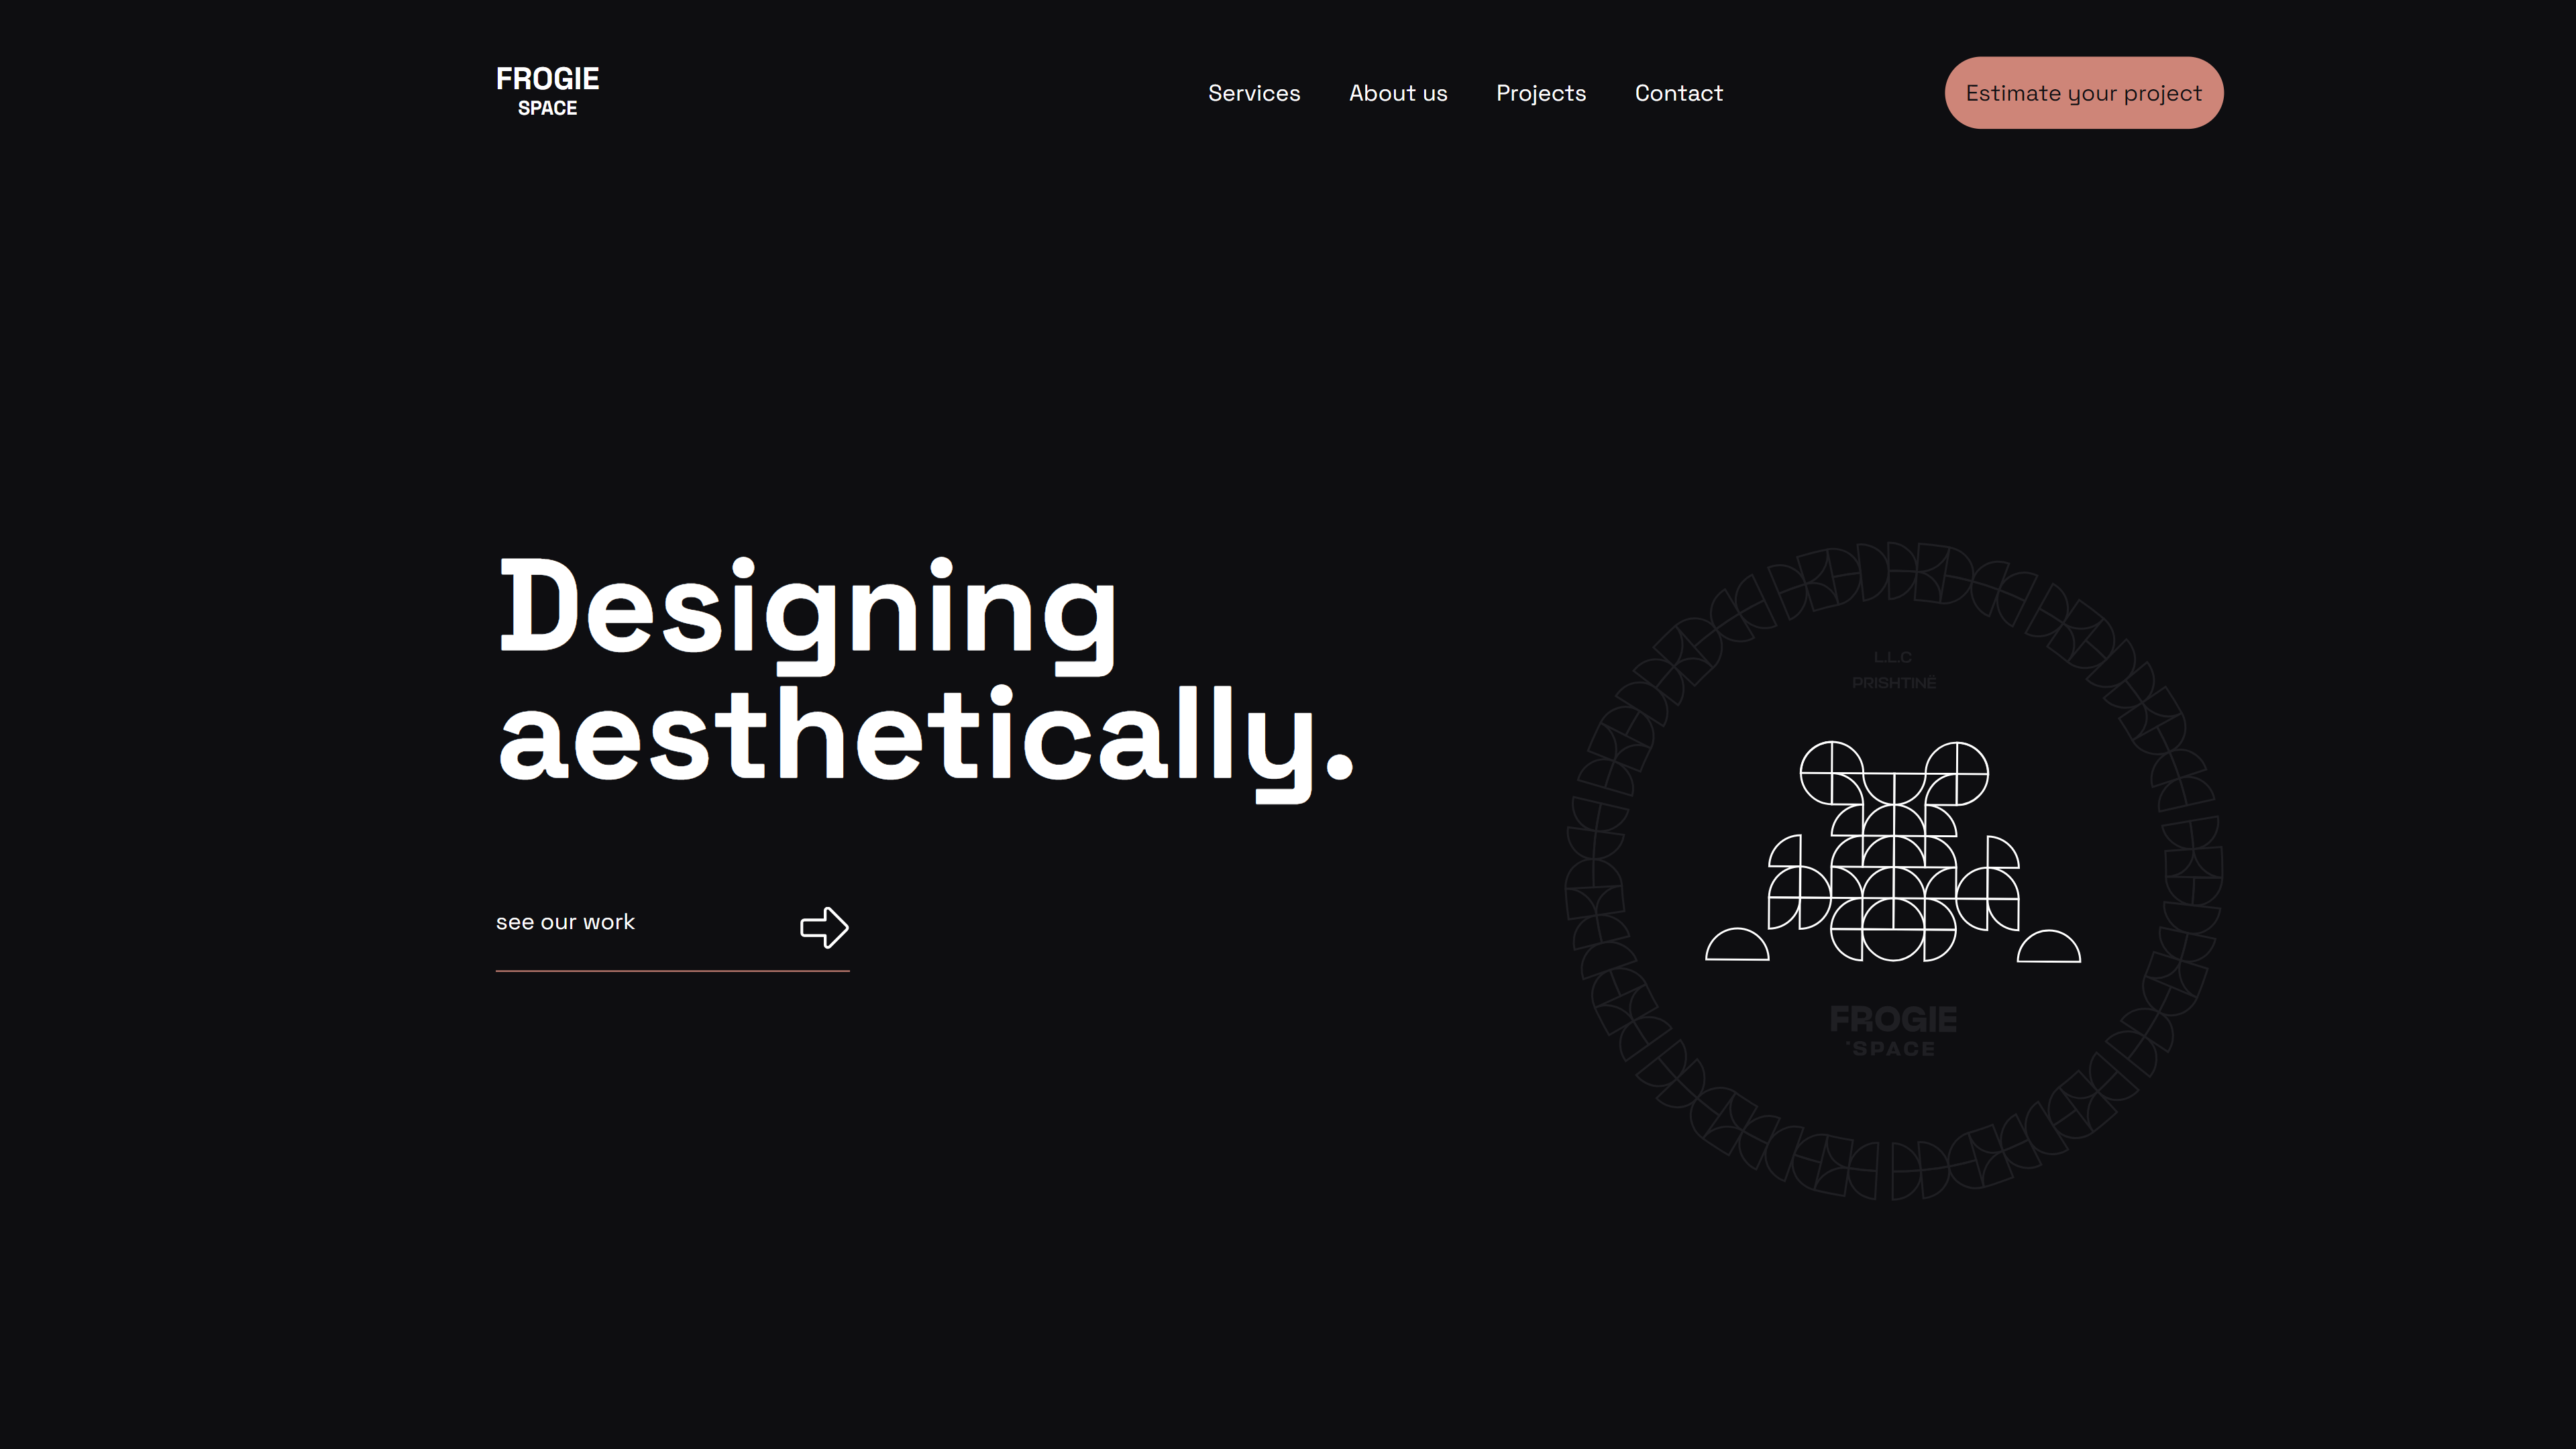 FROGIE
SPACE
Services
About us
Projects
Contact
Estimate your project
Designing
aesthetically.
see our work
L.L.C
PRISHTINË
FROGIE
SPACE